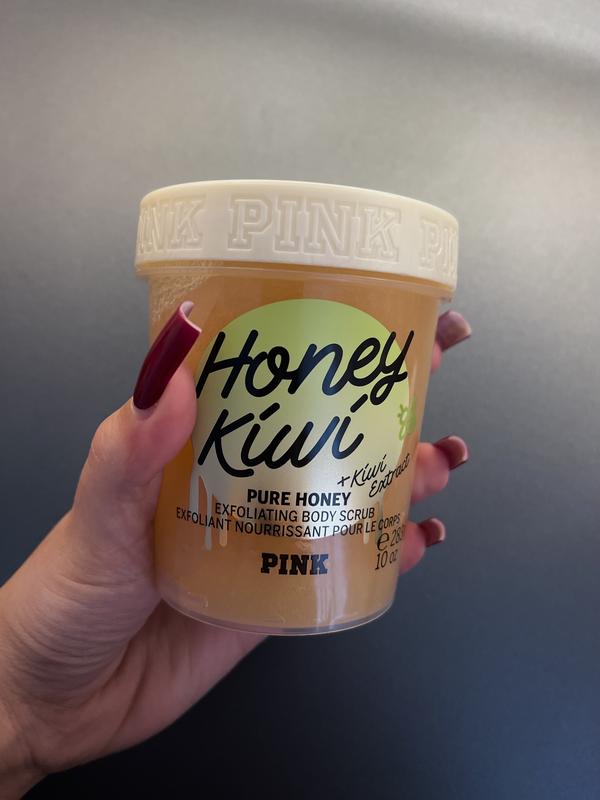 PINK PINK
Honey
Kiwi
+ Kiwi
Extract
PURE HONEY
EXFOLIATING BODY SCRUB
EXFOLIANT NOURRISSANT POUR LE CORPS
10 oz
PINK